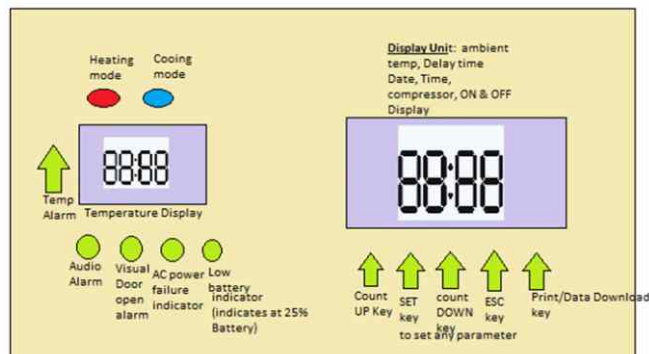 Heating
mode
Cooing
mode
Display Unit: ambient
temp, Delay time
Date, Time,
compressor, ON & OFF
Display
88:88
88:88
Temp
Alarm
Temperature Display
Audio
Alarm
Visual
Door
open
alarm
AC power
failure
indicator
Low
battery
indicator
(indicates at 25%
Battery)
Count
UP Key
SET
key
count
DOWN
key
ESC
key
Print/Data Download
key
to set any parameter